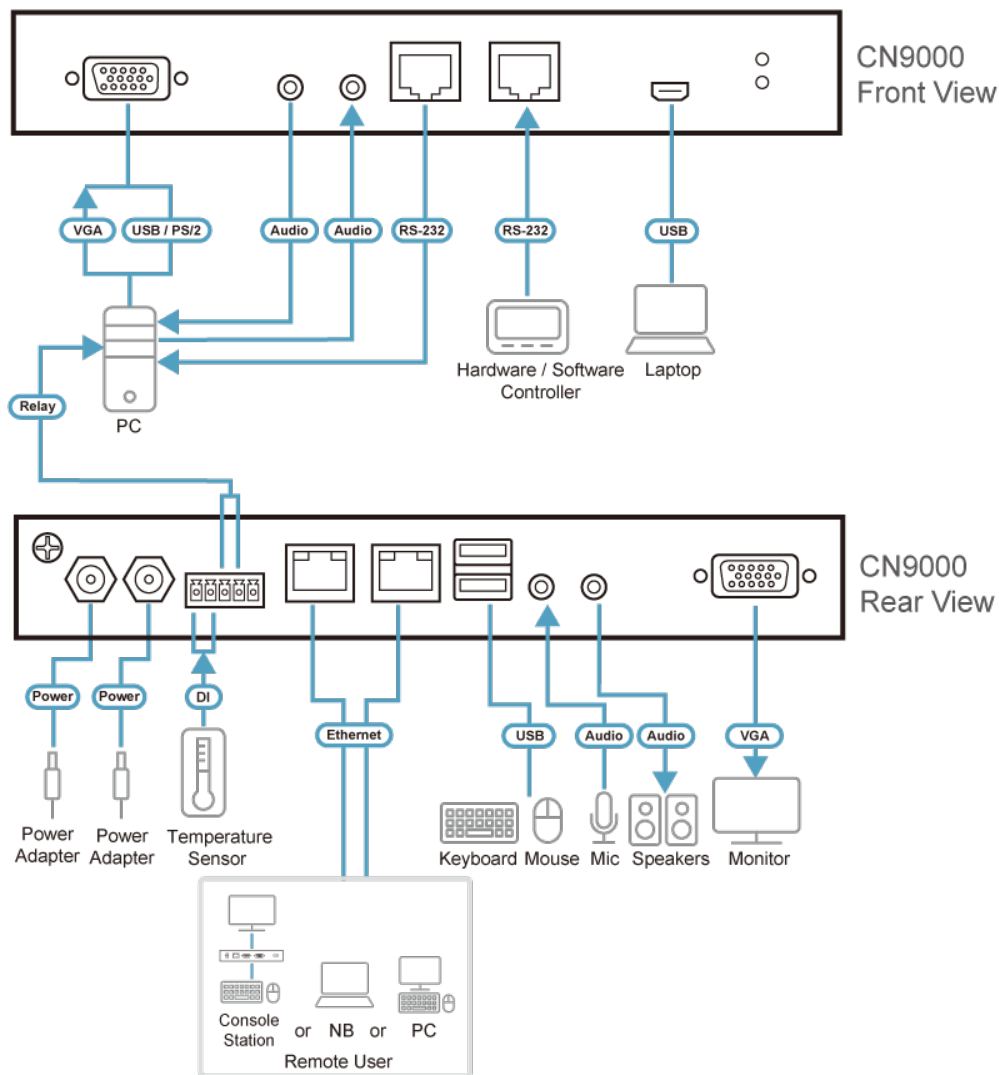 CN9000
Front View
VGA
USB / PS/2
Audio
Audio
RS-232
RS-232
USB
Hardware / Software
Controller
Laptop
Relay
PC
CN9000
Rear View
Power
Power
DI
Ethernet
USB
Audio
Audio
VGA
Power
Adapter
Power
Adapter
Temperature
Sensor
Keyboard
Mouse
Mic
Speakers
Monitor
Console
Station
or
NB
or
PC
Remote User